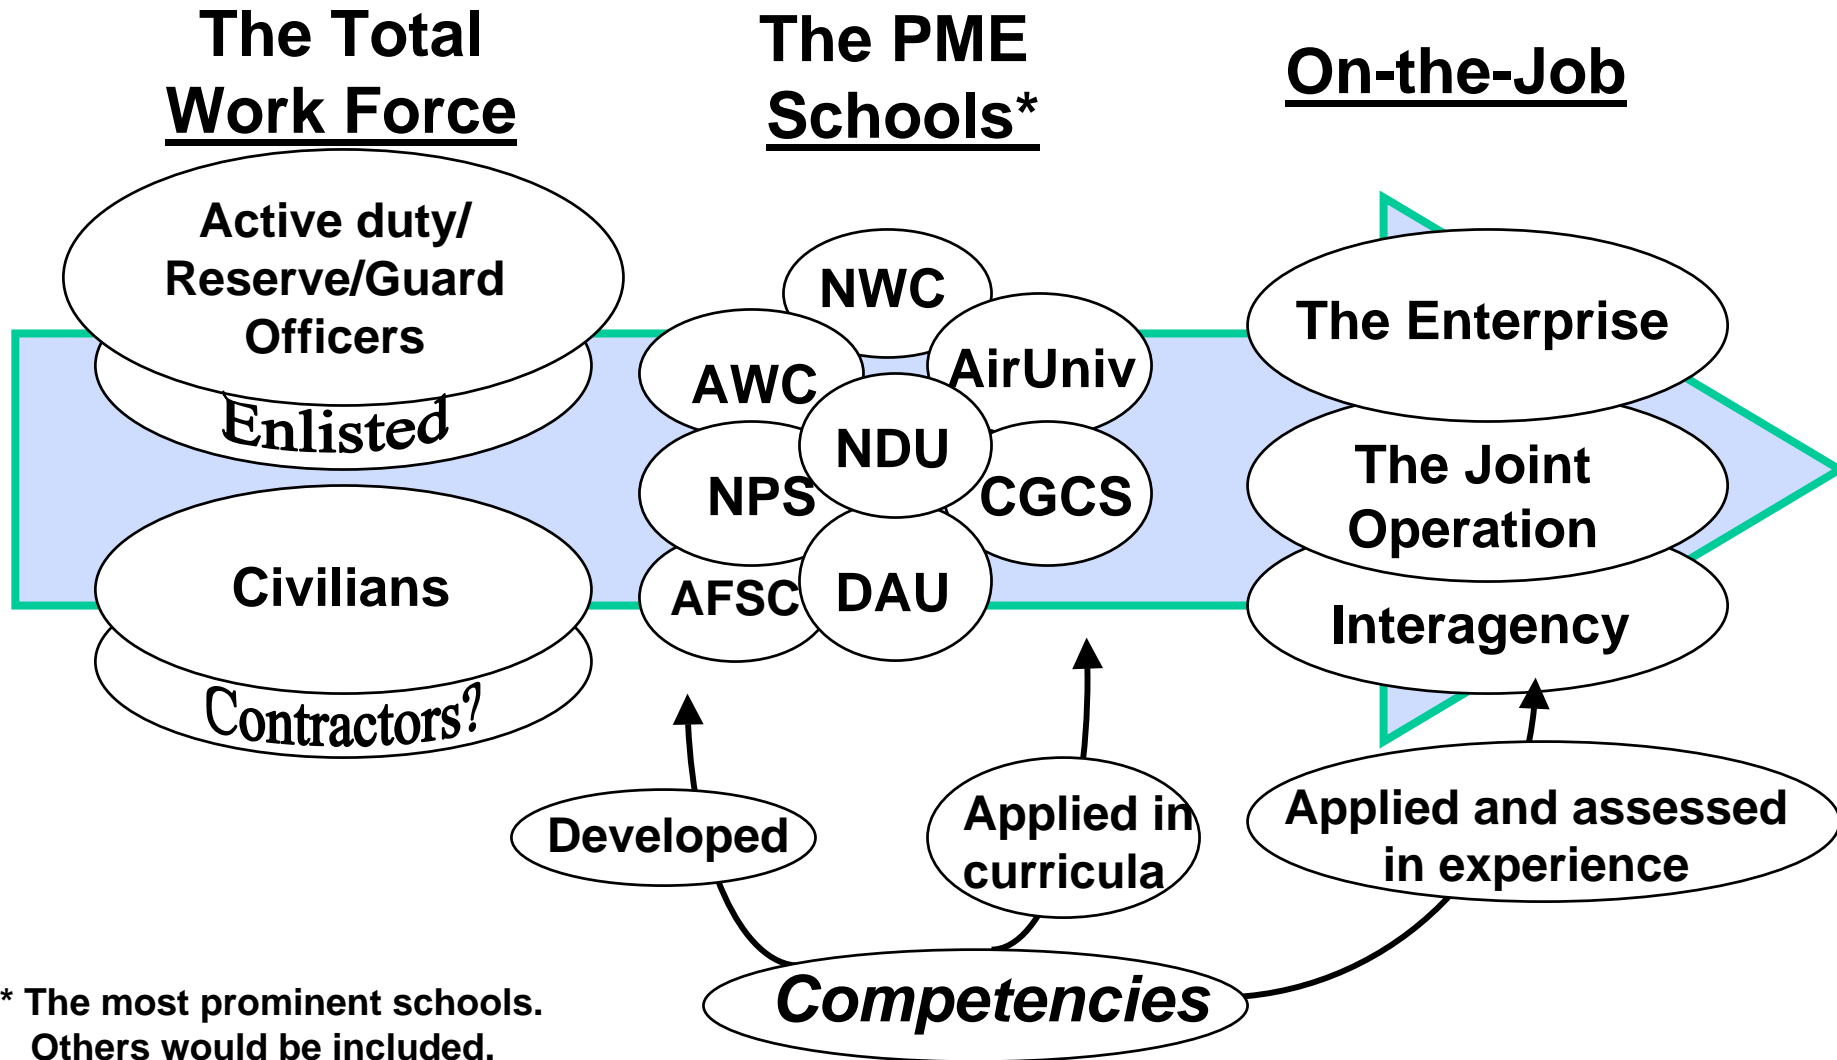 The Total
Work Force
The PME
Schools*
On-the-Job
Active duty/
Reserve/Guard
Officers
Enlisted
Civilians
Contractors?
NWC
AWC
AirUniv
NDU
NPS
CGCS
AFSC
DAU
The Enterprise
The Joint
Operation
Interagency
Developed
Applied in
curricula
Applied and assessed
in experience
Competencies
* The most prominent schools.
Others would be included.